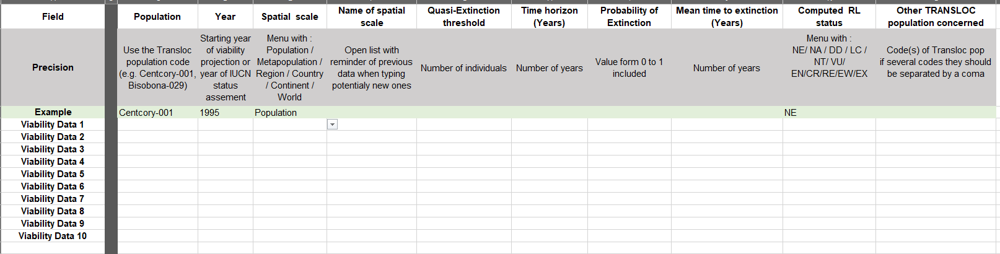 Field
Population
Year
Spatial scale
Name of spatial
scale
Quasi-Extinction
threshold
Time horizon
(Years)
Probability of
Extinction
Mean time to extinction
(Years)
Computed RL
status
Other TRANSLOC
population concerned
Precision
Use the Transloc
population code
(e.g. Centcory-001,
Bisobona-029)
Starting year
of viability
projection or
year of IUCN
status
assement
Menu with :
Population /
Metapopulation /
Region / Country
/ Continent /
World
Open list with
reminder of previous
data when typing
potentialy new ones
Number of individuals
Number of years
Value form 0 to 1
included
Number of years
Menu with :
NE/ NA / DD / LC /
NT/ VU/
EN/CR/RE/EW/EX
Code(s) of Transloc pop
if several codes they should
be separated by a coma
Example
Centcory-001
1995
Population
NE
Viability Data 1
Viability Data 2
Viability Data 3
Viability Data 4
Viability Data 5
Viability Data 6
Viability Data 7
Viability Data 8
Viability Data 9
Viability Data 10